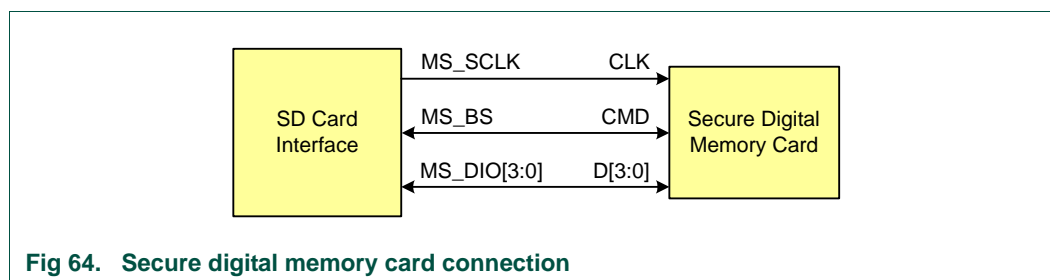 MS_SCLK CLK
SD Card
Interface
MS_BS CMD
Secure Digital
Memory Card
MS_DIO[3:0] D[3:0]
Fig 64. Secure digital memory card connection